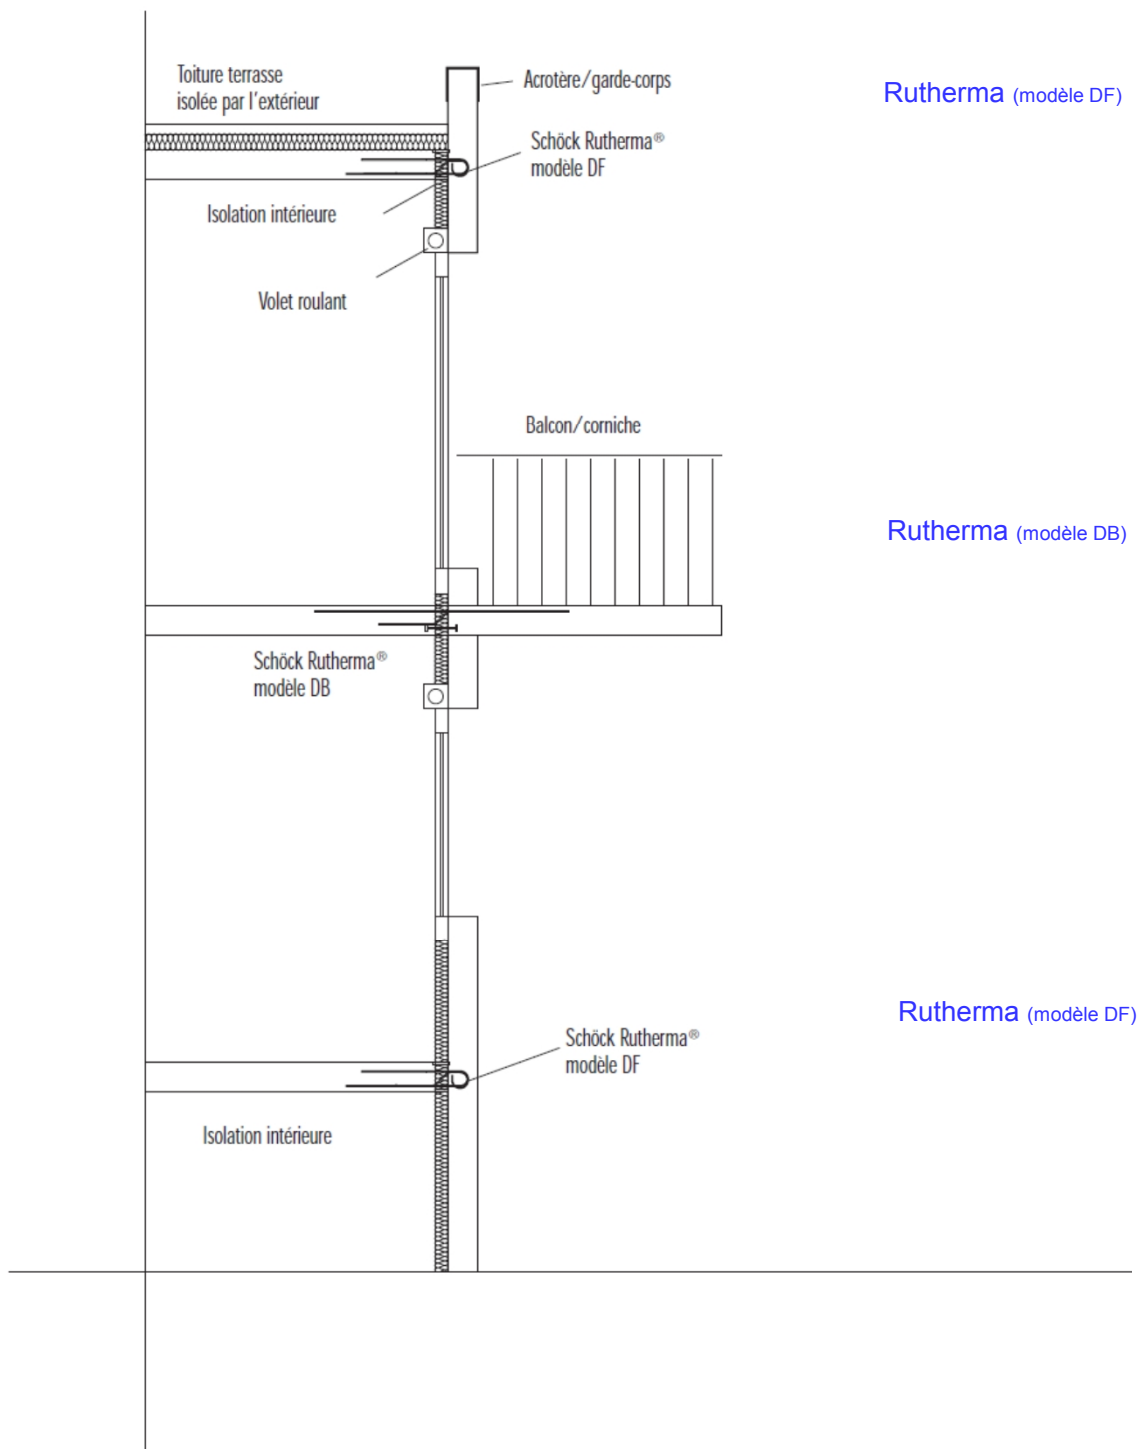 Toiture terrasse
isolée par l'extérieur
Acrotère/garde-corps
Rutherma (modèle DF)
Schöck Rutherma®
modèle DF
Isolation intérieure
Volet roulant
Balcon/corniche
Rutherma (modèle DB)
Schöck Rutherma®
modèle DB
Rutherma (modèle DF)
Schöck Rutherma®
modèle DF
Isolation intérieure